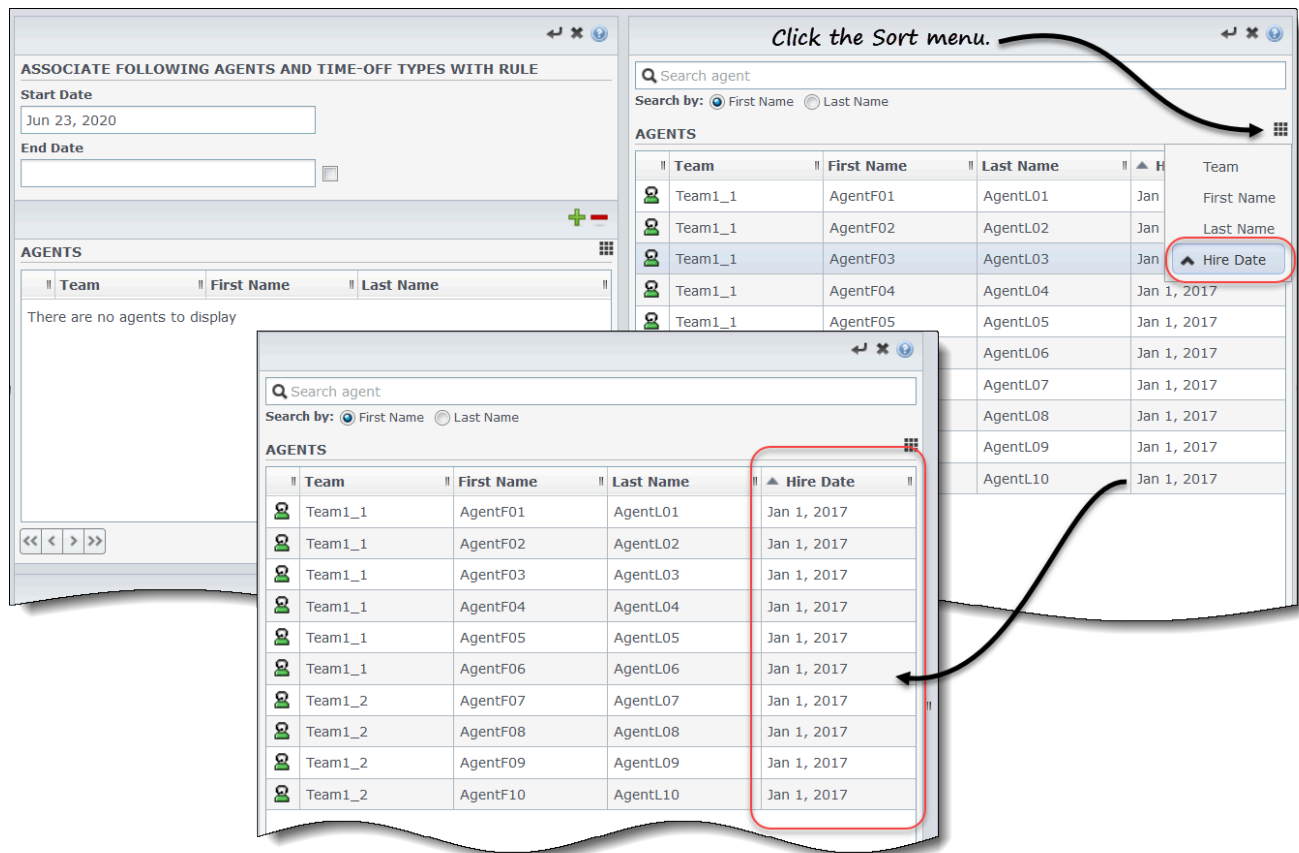 Click the Sort menu.
ASSOCIATE FOLLOWING AGENTS AND TIME-OFF TYPES WITH RULE
Start Date
Jun 23, 2020
End Date
AGENTS
Team First Name Last Name
There are no agents to display
<< < > >>
Search agent
Search by: First Name Last Name
AGENTS
Team First Name Last Name H
Team1_1 AgentF01 AgentL01 Jan
Team1_1 AgentF02 AgentL02 Jan
Team1_1 AgentF03 AgentL03 Jan
Team1_1 AgentF04 AgentL04 Jan 1, 2017
Team1_1 AgentF05 AgentL05 Jan 1, 2017
AgentL06 Jan 1, 2017
AgentL07 Jan 1, 2017
AgentL08 Jan 1, 2017
AgentL09 Jan 1, 2017
AgentL10 Jan 1, 2017
Team
First Name
Last Name
Hire Date
Search agent
Search by: First Name Last Name
AGENTS
Team First Name Last Name Hire Date
Team1_1 AgentF01 AgentL01 Jan 1, 2017
Team1_1 AgentF02 AgentL02 Jan 1, 2017
Team1_1 AgentF03 AgentL03 Jan 1, 2017
Team1_1 AgentF04 AgentL04 Jan 1, 2017
Team1_1 AgentF05 AgentL05 Jan 1, 2017
Team1_1 AgentF06 AgentL06 Jan 1, 2017
Team1_2 AgentF07 AgentL07 Jan 1, 2017
Team1_2 AgentF08 AgentL08 Jan 1, 2017
Team1_2 AgentF09 AgentL09 Jan 1, 2017
Team1_2 AgentF10 AgentL10 Jan 1, 2017